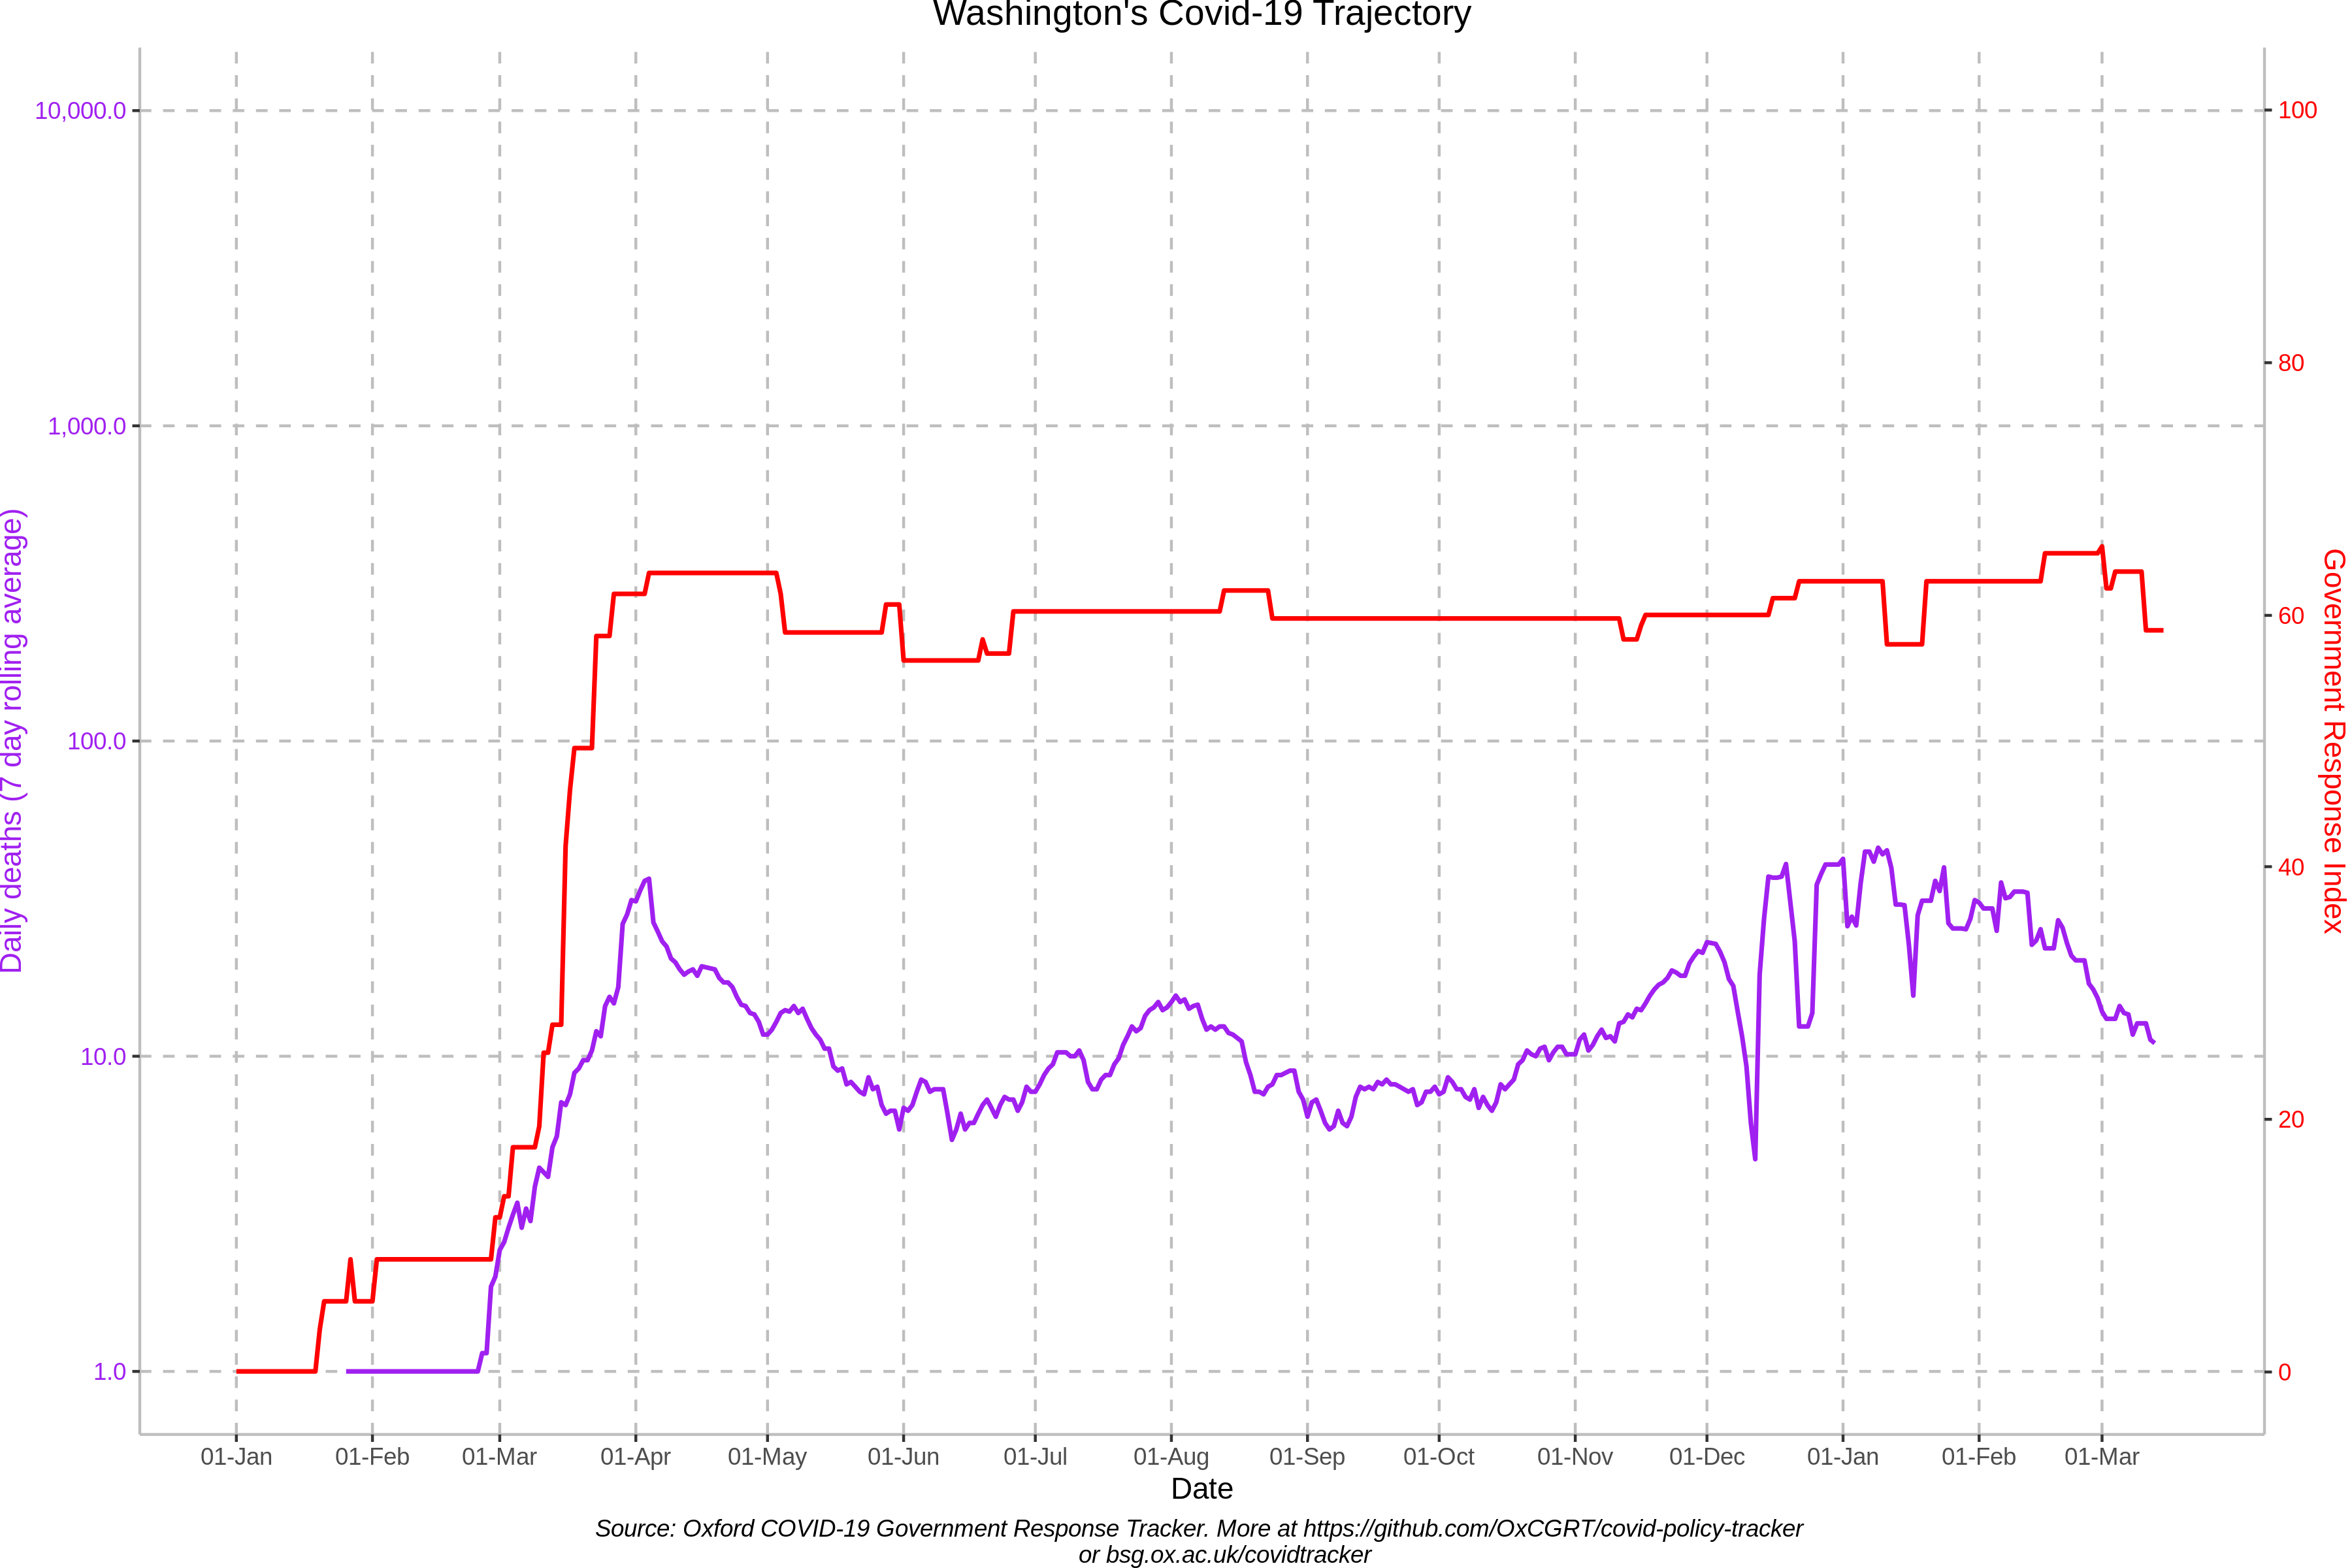 Washington's Covid-19 Trajectory
Daily deaths (7 day rolling average)
10,000.0
1,000.0
100.0
10.0
1.0
100
80
60
40
20
0
Government Response Index
01-Jan 01-Feb 01-Mar 01-Apr 01-May 01-Jun 01-Jul 01-Aug 01-Sep 01-Oct 01-Nov 01-Dec 01-Jan 01-Feb 01-Mar
Date
Source: Oxford COVID-19 Government Response Tracker. More at https://github.com/OxCGRT/covid-policy-tracker
or bsg.ox.ac.uk/covidtracker